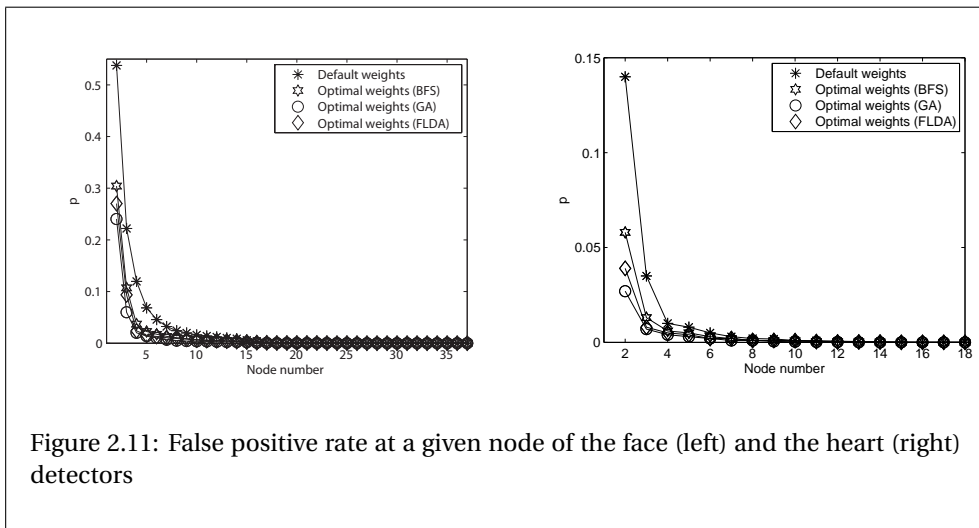 0.5
0.4
0.3
0.2
0.1
0
p
5 10 15 20 25 30 35
Node number
Default weights
Optimal weights (BFS)
Optimal weights (GA)
Optimal weights (FLDA)
0.15
0.1
0.05
0
p
2 4 6 8 10 12 14 16 18
Node number
Default weights
Optimal weights (BFS)
Optimal weights (GA)
Optimal weights (FLDA)
Figure 2.11: False positive rate at a given node of the face (left) and the heart (right)
detectors